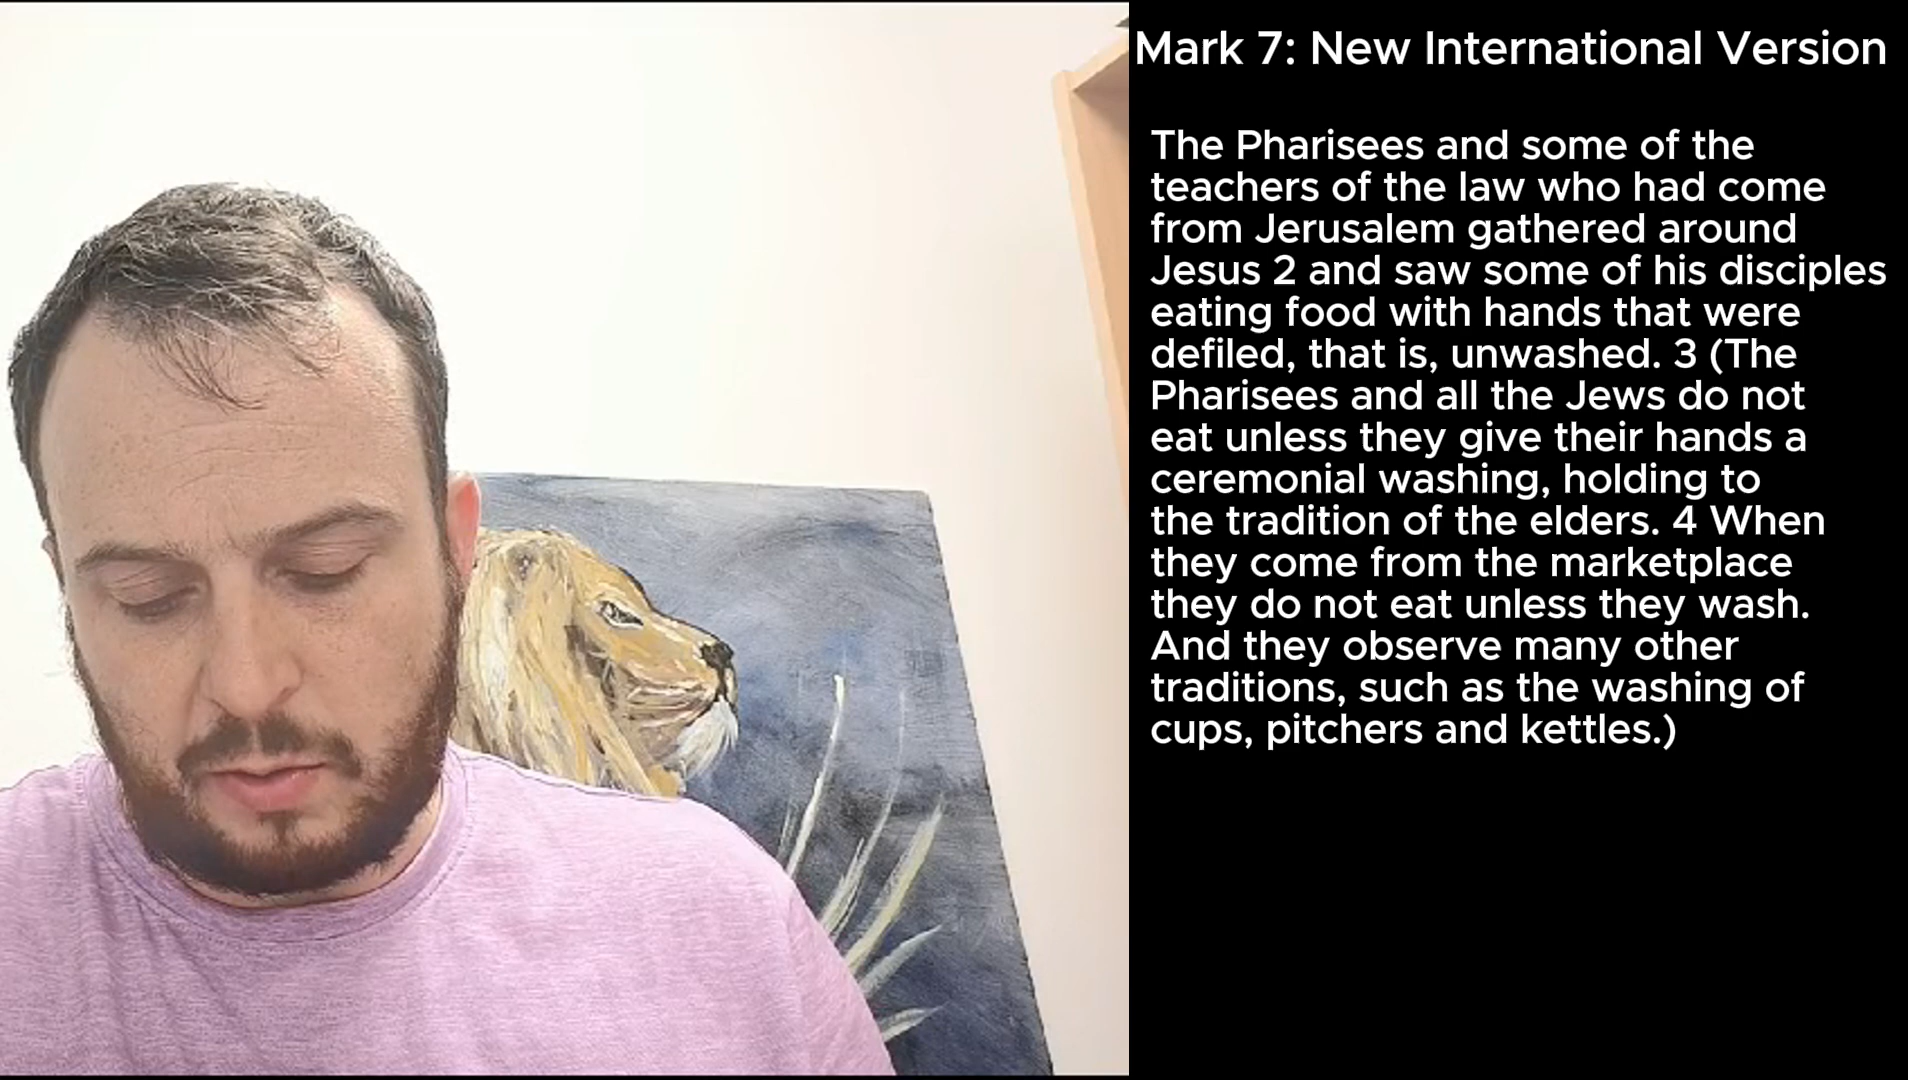 Mark 7: New International Version
The Pharisees and some of the
teachers of the law who had come
from Jerusalem gathered around
Jesus 2 and saw some of his disciples
eating food with hands that were
defiled, that is, unwashed. 3 (The
Pharisees and all the Jews do not
eat unless they give their hands a
ceremonial washing, holding to
the tradition of the elders. 4 When
they come from the marketplace
they do not eat unless they wash.
And they observe many other
traditions, such as the washing of
cups, pitchers and kettles.)